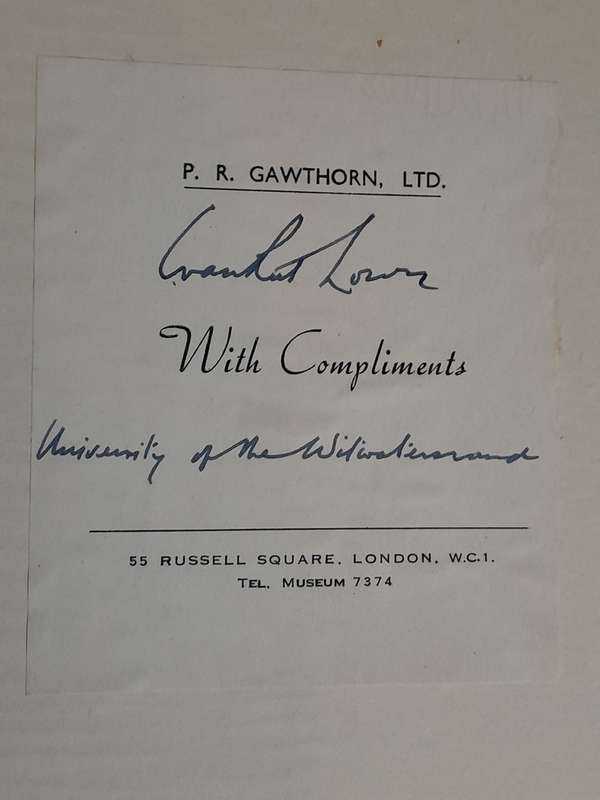 P. R. GAWTHORN, LTD.
With Compliments
University of the Witwatersrand
55 RUSSELL SQUARE, LONDON, W.C.1.
TEL. MUSEUM 7374